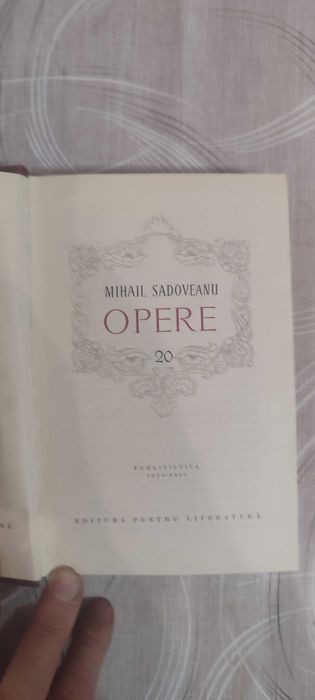 MIHAIL SADOVEANU
OPERE
20
PUBLICISTICA
EDITURA PENTRU LITERATURĂ